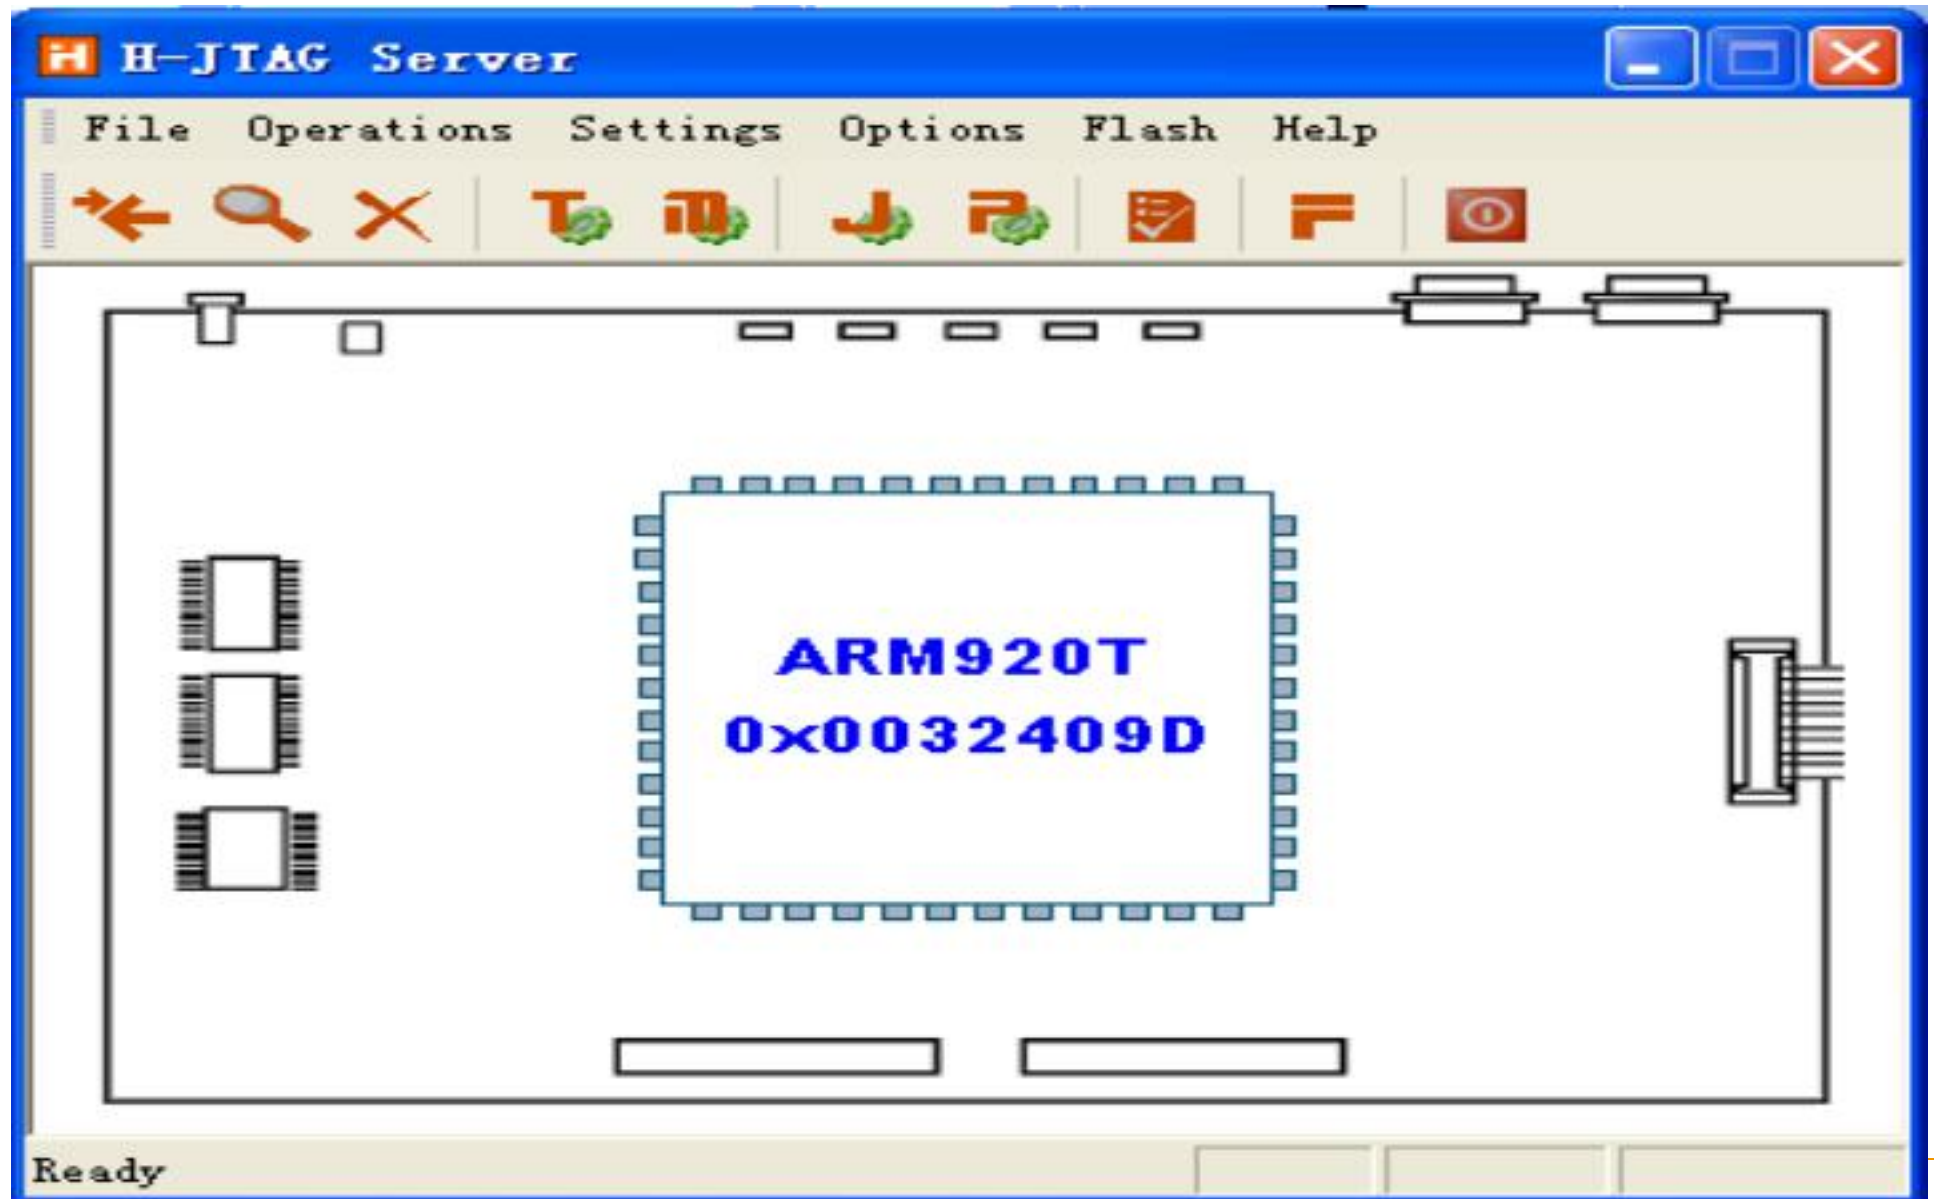 H-JTAG Server
File Operations Settings Options Flash Help
ARM920T
0x0032409D
Ready